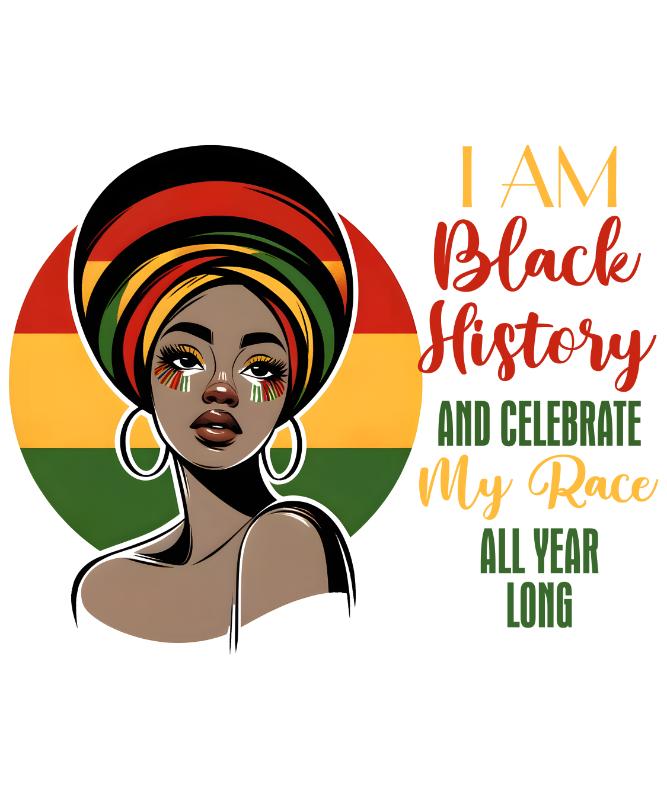 I AM
Black
History
AND CELEBRATE
My Race
ALL YEAR
LONG